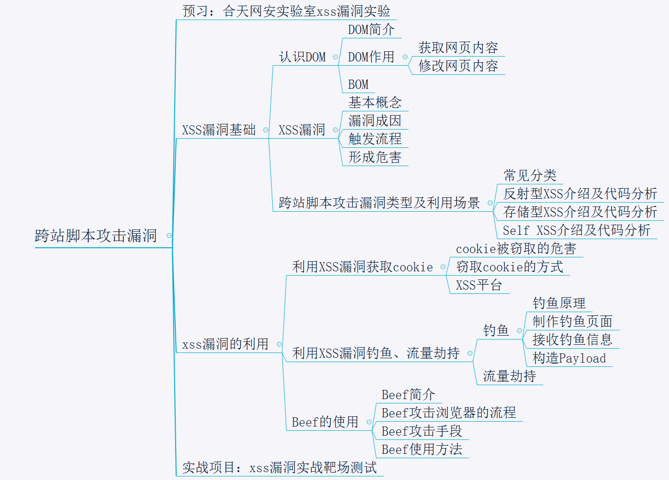 预习：合天网安实验室xss漏洞实验
DOM简介
认识DOM
DOM作用
获取网页内容
修改网页内容
BOM
XSS漏洞基础
XSS漏洞
基本概念
漏洞成因
触发流程
形成危害
跨站脚本攻击漏洞类型及利用场景
常见分类
反射型XSS介绍及代码分析
存储型XSS介绍及代码分析
Self XSS介绍及代码分析
跨站脚本攻击漏洞
利用XSS漏洞获取cookie
cookie被窃取的危害
窃取cookie的方式
XSS平台
xss漏洞的利用
利用XSS漏洞钓鱼、流量劫持
钓鱼
钓鱼原理
制作钓鱼页面
接收钓鱼信息
构造Payload
流量劫持
Beef的使用
Beef简介
Beef攻击浏览器的流程
Beef攻击手段
Beef使用方法
实战项目：xss漏洞实战靶场测试